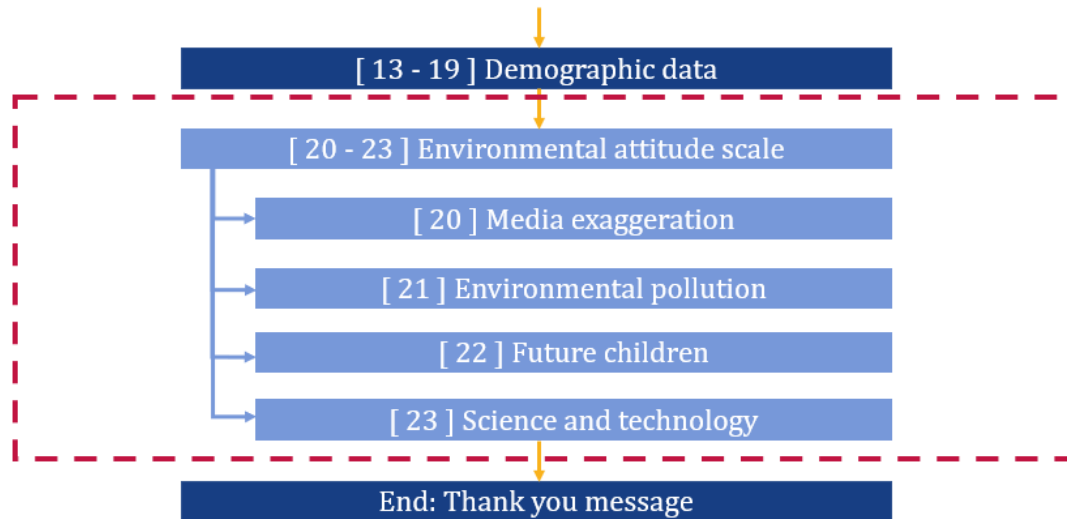 [ 13 - 19 ] Demographic data
[ 20 - 23 ] Environmental attitude scale
[ 20 ] Media exaggeration
[ 21 ] Environmental pollution
[ 22 ] Future children
[ 23 ] Science and technology
End: Thank you message